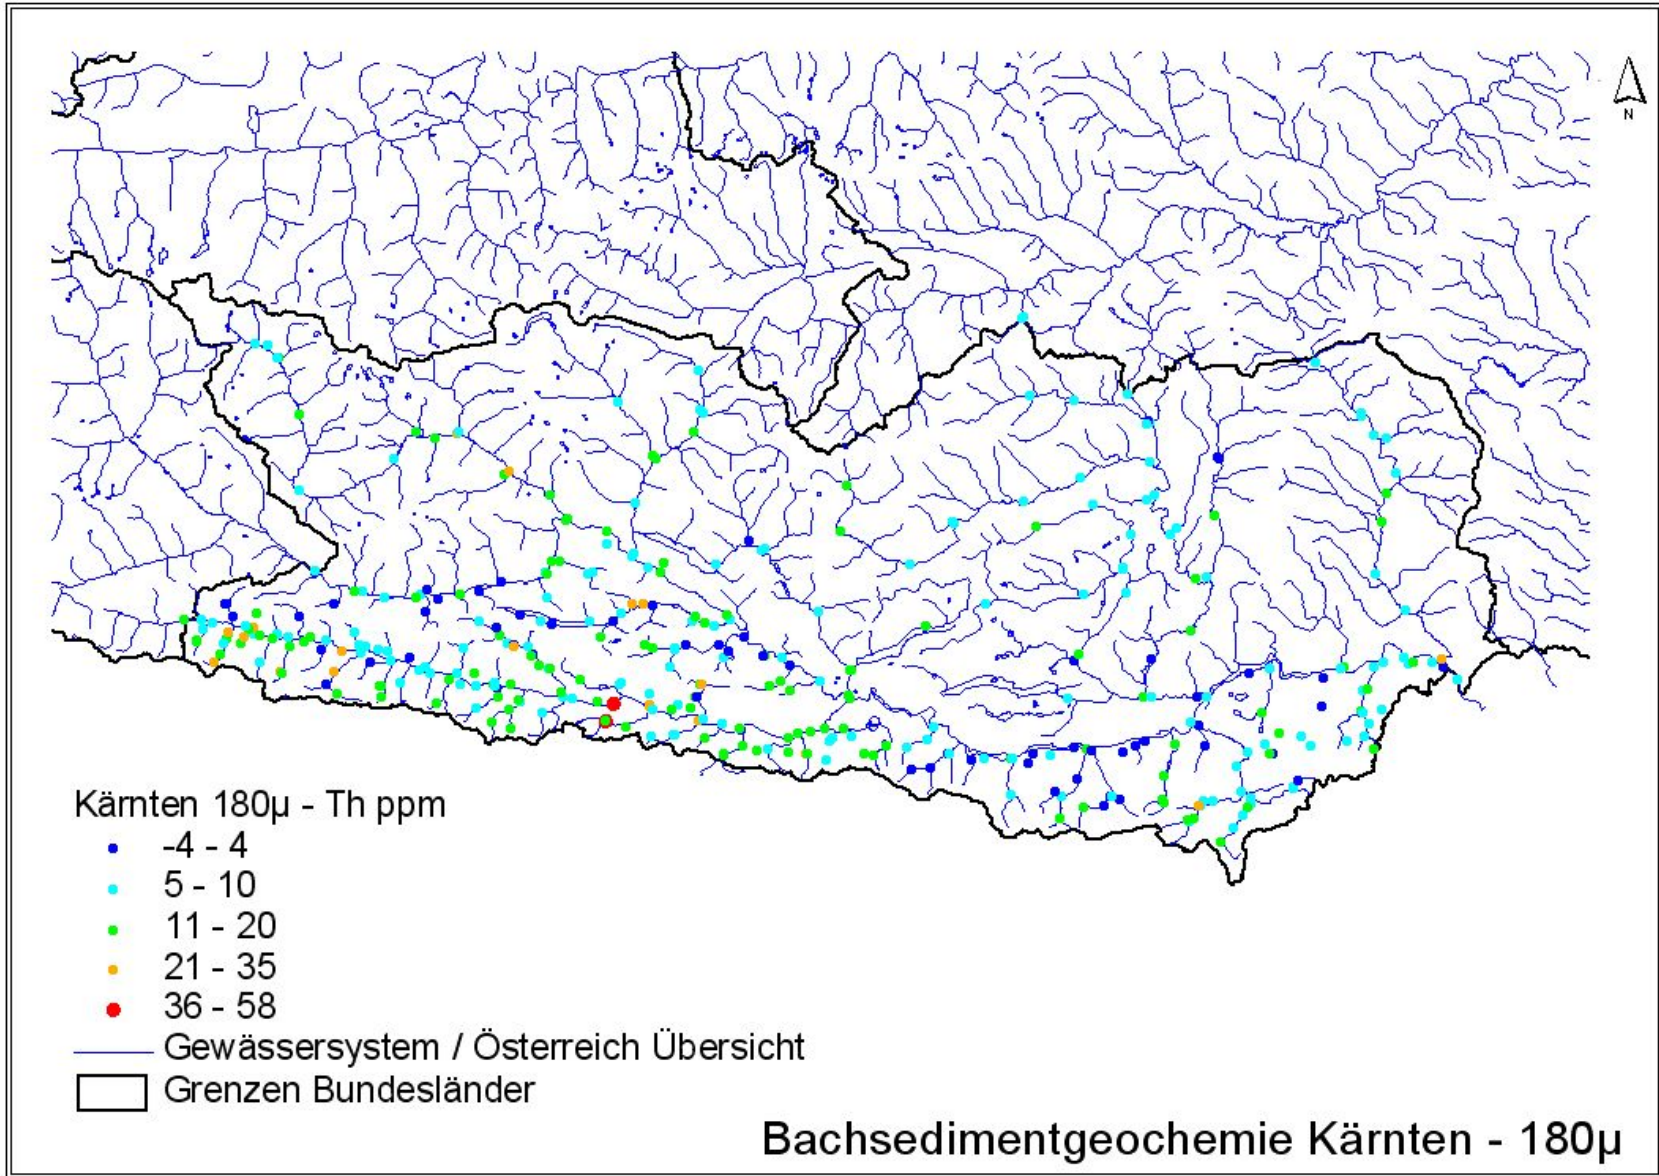 N
Kärnten 180µ - Th ppm
-4 - 4
5 - 10
11 - 20
21 - 35
36 - 58
Gewässersystem / Österreich Übersicht
Grenzen Bundesländer
Bachsedimentgeochemie Kärnten - 180µ